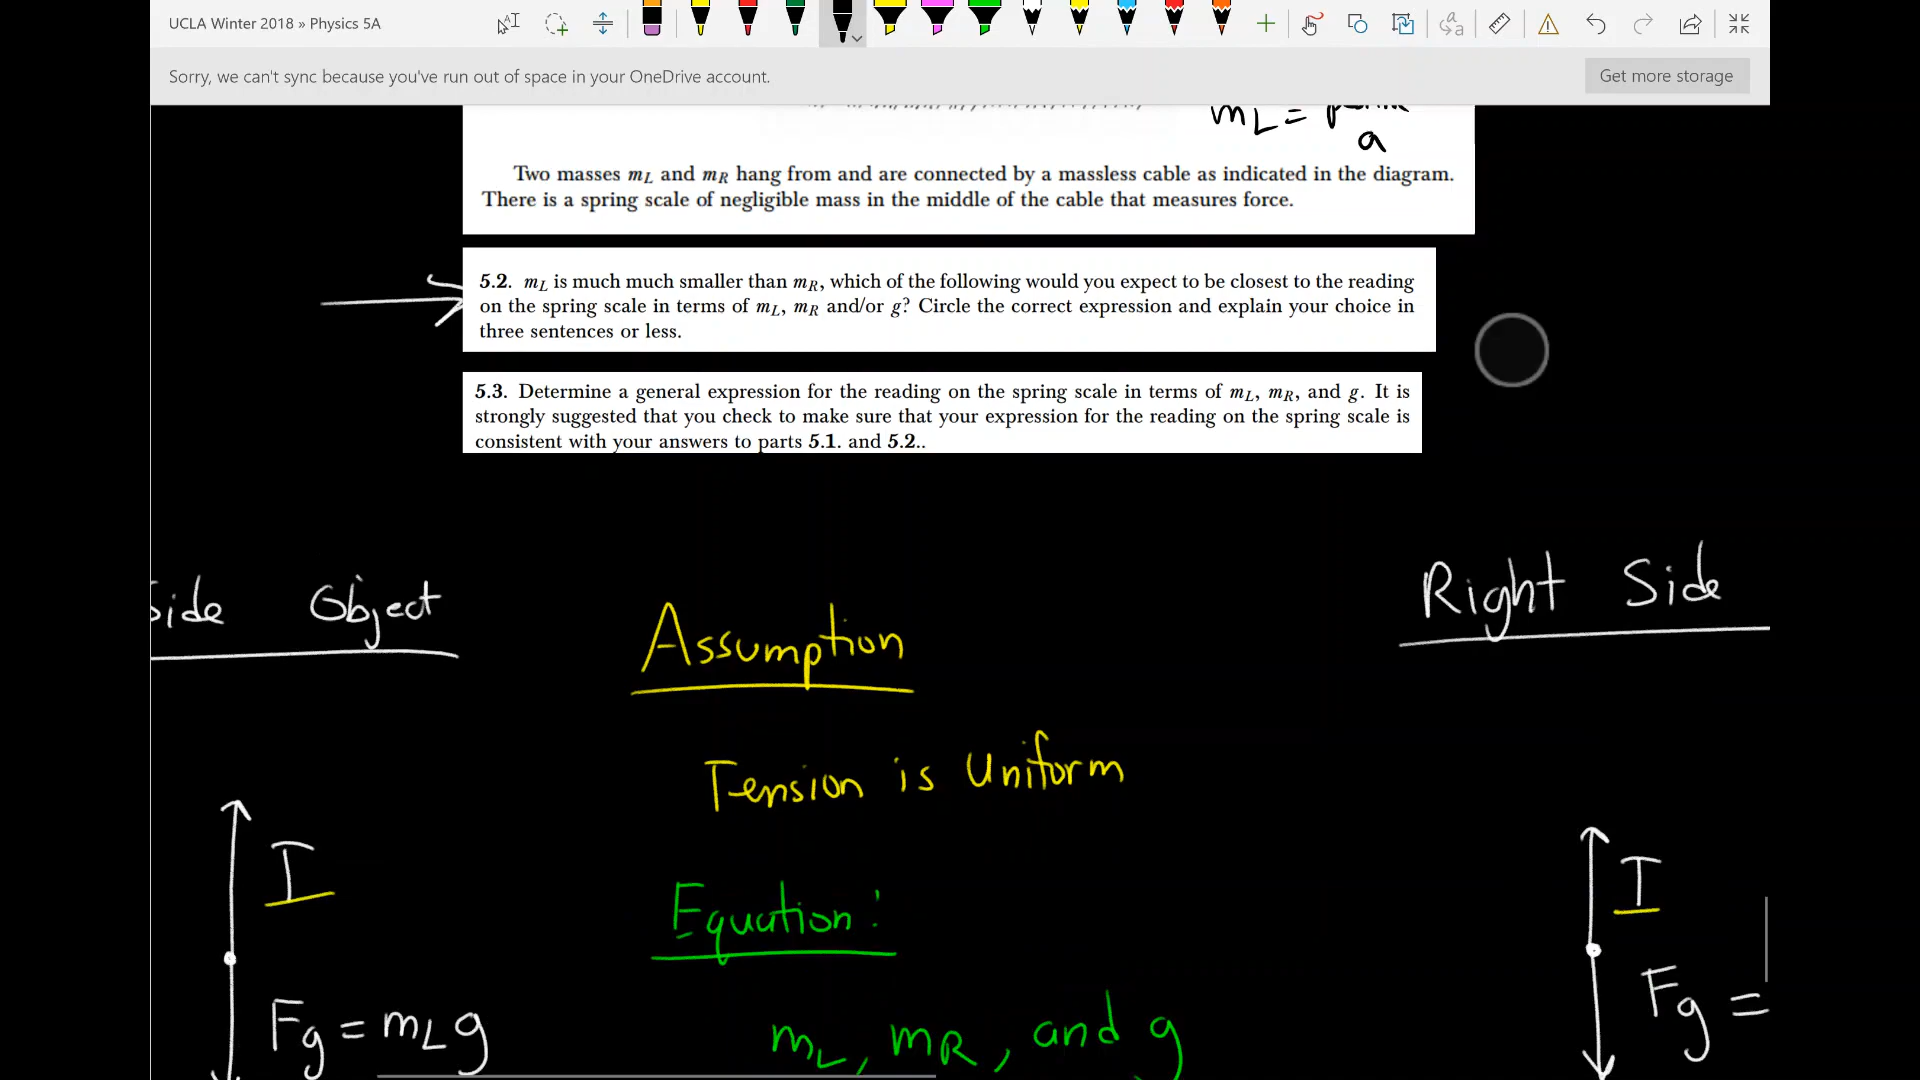 UCLA Winter 2018 » Physics 5A
Sorry, we can't sync because you've run out of space in your OneDrive account.
Get more storage
mL =
a
Two masses mL and mR hang from and are connected by a massless cable as indicated in the diagram.
There is a spring scale of negligible mass in the middle of the cable that measures force.
5.2. mL is much much smaller than mR, which of the following would you expect to be closest to the reading
on the spring scale in terms of mL, mR and/or g? Circle the correct expression and explain your choice in
three sentences or less.
5.3. Determine a general expression for the reading on the spring scale in terms of mL, mR, and g. It is
strongly suggested that you check to make sure that your expression for the reading on the spring scale is
consistent with your answers to parts 5.1. and 5.2..
Side Object
Assumption
Right Side
Tension is Uniform
T
T
Equation:
Fg = mLg
Fg =
mL, mR, and g